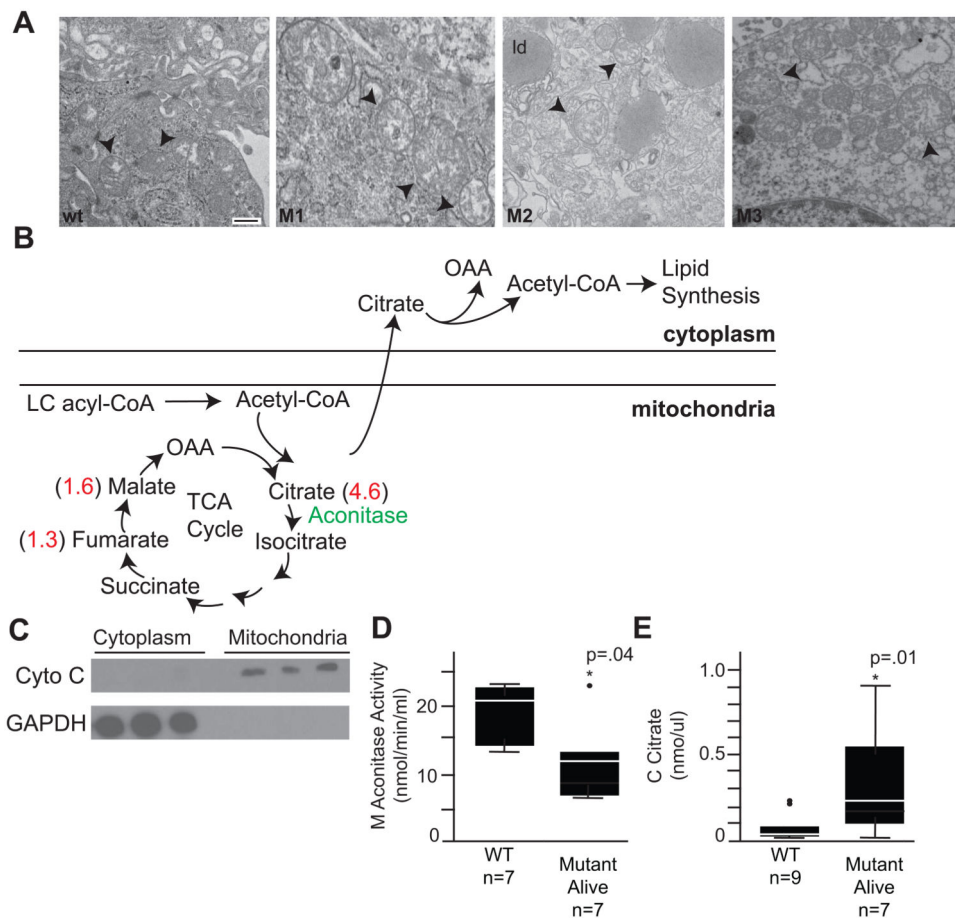 A
wt
M1
ld
M2
M3
B
OAA
Acetyl-CoA
Lipid
Synthesis
Citrate
cytoplasm
LC acyl-CoA
Acetyl-CoA
mitochondria
OAA
(1.6) Malate
TCA
Cycle
Citrate (4.6)
Aconitase
(1.3) Fumarate
Isocitrate
Succinate
C
Cytoplasm
Mitochondria
Cyto C
GAPDH
D
p=.04
*
M Aconitase Activity
(nmol/min/ml)
20
10
0
WT
n=7
Mutant
Alive
n=7
E
p=.01
*
C Citrate
(nmo/ul)
1.0
0.5
0
WT
n=9
Mutant
Alive
n=7